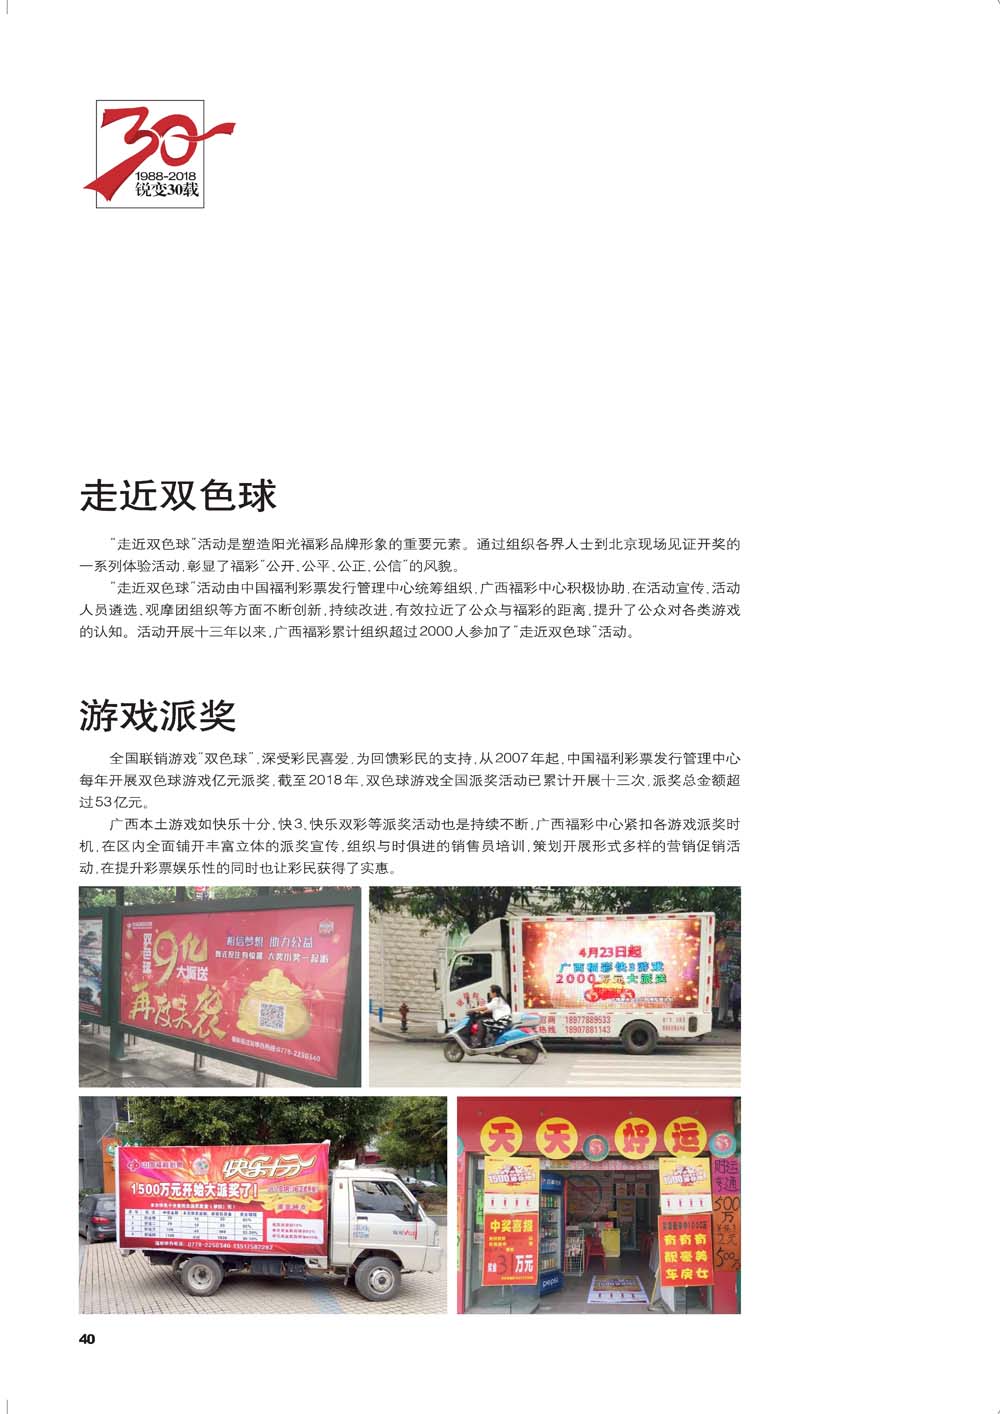 30
1988-2018
锐变30载
走近双色球
“走近双色球”活动是塑造阳光福彩品牌形象的重要元素。通过组织各界人士到北京现场见证开奖的
一系列体验活动,彰显了福彩“公开、公平、公正、公信”的风貌。
“走近双色球”活动由中国福利彩票发行管理中心统筹组织,广西福彩中心积极协助,在活动宣传、活动
人员遴选、观摩团组织等方面不断创新,持续改进,有效拉近了公众与福彩的距离,提升了公众对各类游戏
的认知。活动开展十三年以来,广西福彩累计组织超过2000人参加了“走近双色球”活动。
游戏派奖
全国联销游戏“双色球”,深受彩民喜爱,为回馈彩民的支持,从2007年起,中国福利彩票发行管理中心
每年开展双色球游戏亿元派奖,截至2018年,双色球游戏全国派奖活动已累计开展十三次,派奖总金额超
过53亿元。
广西本土游戏如快乐十分、快3、快乐双彩等派奖活动也是持续不断,广西福彩中心紧扣各游戏派奖时
机,在区内全面铺开丰富立体的派奖宣传,组织与时俱进的销售员培训,策划开展形式多样的营销促销活
动,在提升彩票娱乐性的同时也让彩民获得了实惠。
双色球
9亿
大派送
再度来袭
相信梦想 助力公益
4月23日起
广西福彩快3游戏
2000万元大派送
18977889533
热线 18907881143
中国福利彩票
快乐十分
1500万元开始大派奖了!
0778-2250340
天天好运
中奖喜报
万元
pepsi
有有有
靓豪美
车房女
好运
500
万
2元
40